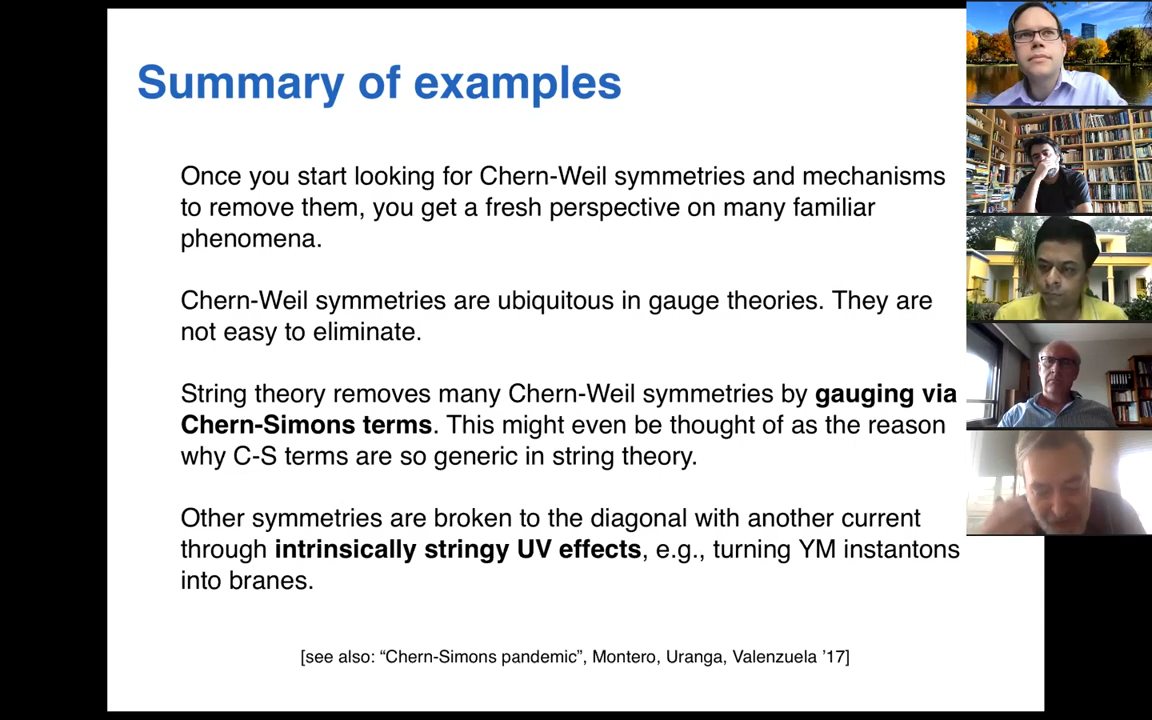 Summary of examples
Once you start looking for Chern-Weil symmetries and mechanisms
to remove them, you get a fresh perspective on many familiar
phenomena.
Chern-Weil symmetries are ubiquitous in gauge theories. They are
not easy to eliminate.
String theory removes many Chern-Weil symmetries by gauging via
Chern-Simons terms. This might even be thought of as the reason
why C-S terms are so generic in string theory.
Other symmetries are broken to the diagonal with another current
through intrinsically stringy UV effects, e.g., turning YM instantons
into branes.
[see also: “Chern-Simons pandemic”, Montero, Uranga, Valenzuela ’17]